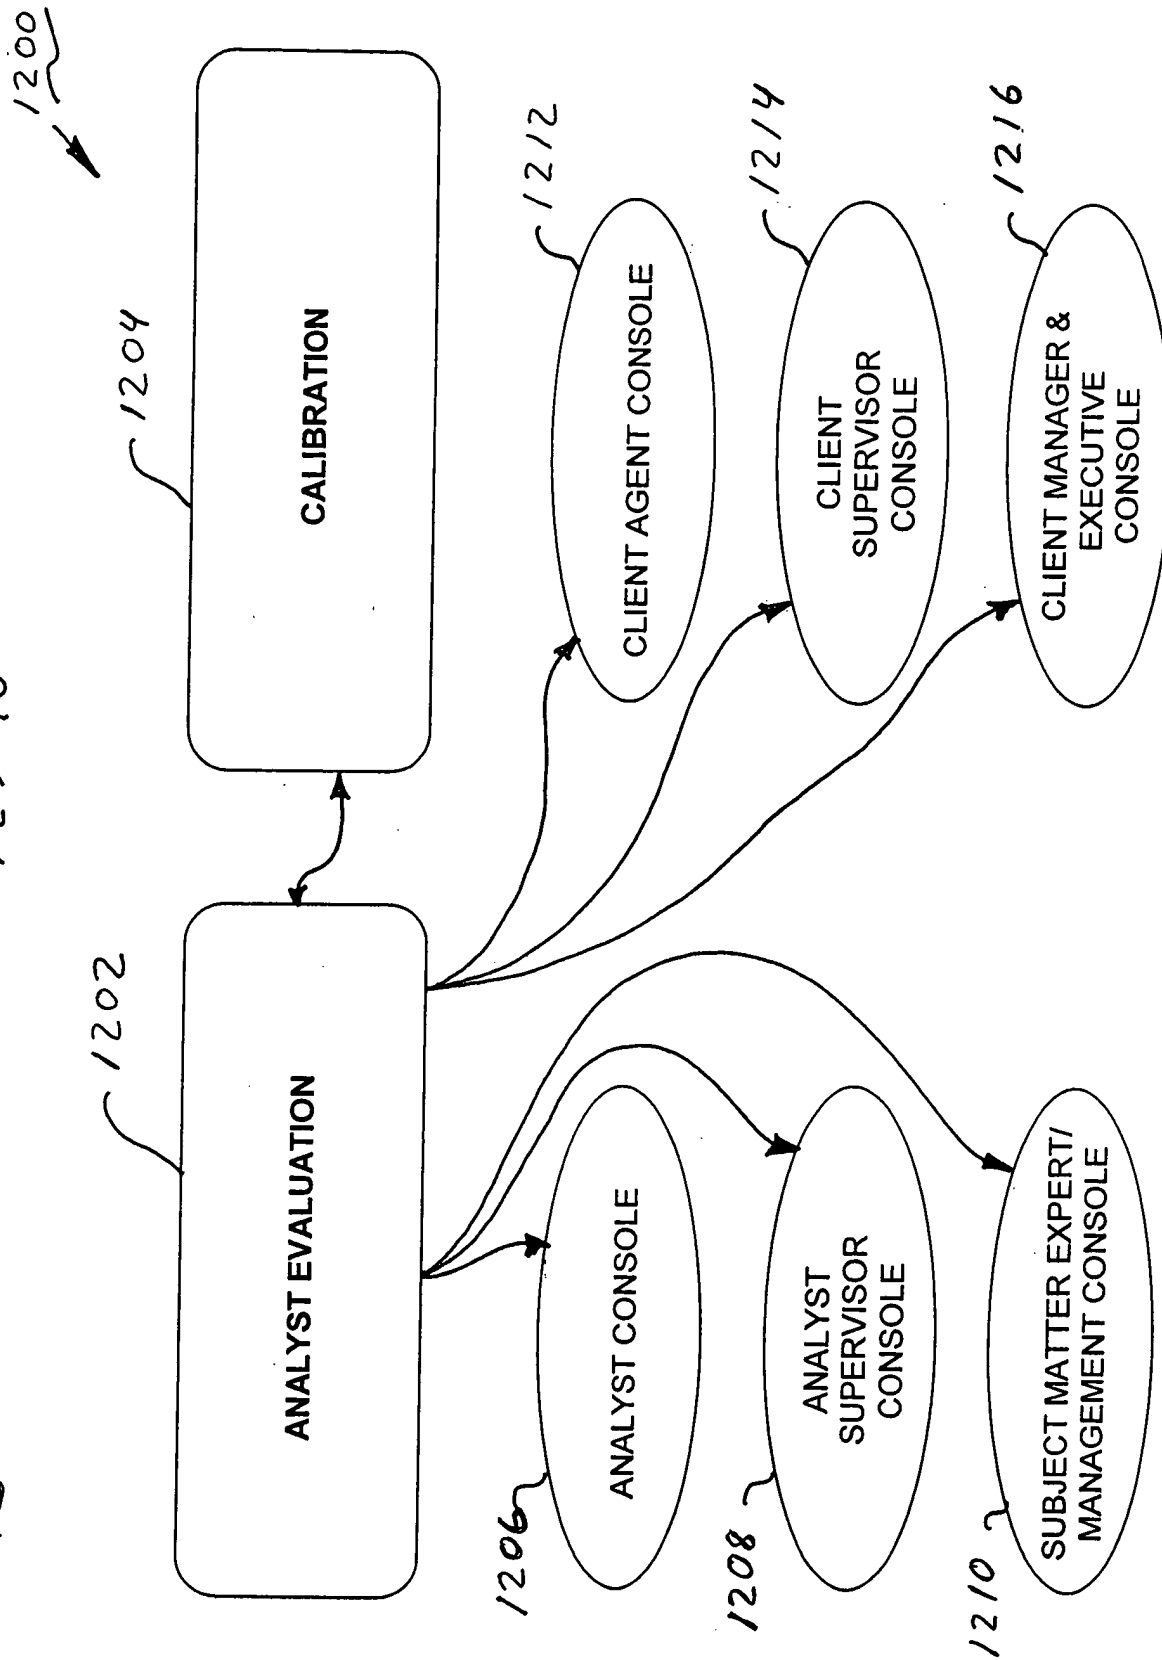 1200
1202
1204
ANALYST EVALUATION
CALIBRATION
1206
ANALYST CONSOLE
1212
CLIENT AGENT CONSOLE
1208
ANALYST
SUPERVISOR
CONSOLE
1214
CLIENT
SUPERVISOR
CONSOLE
1210
SUBJECT MATTER EXPERT/
MANAGEMENT CONSOLE
1216
CLIENT MANAGER &
EXECUTIVE
CONSOLE